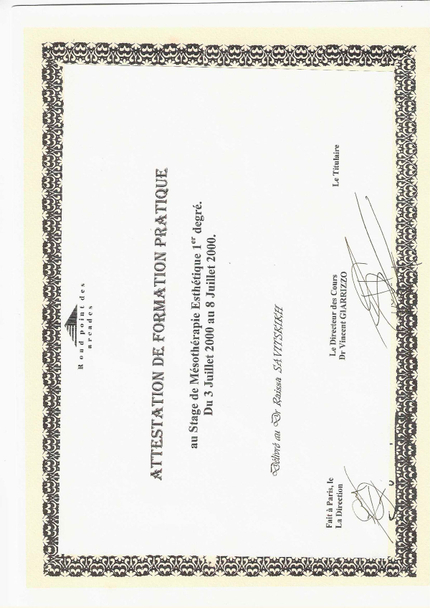 Rond point des
arcades
ATTESTATION DE FORMATION PRATIQUE
au Stage de Mésothérapie Esthétique 1er degré.
Du 3 Juillet 2000 au 8 Juillet 2000.
Délivré au Dr Raissa SAVITSKIKH
Fait à Paris, le
La Direction
Le Directeur des Cours
Dr Vincent GIARRIZZO
Le Titulaire